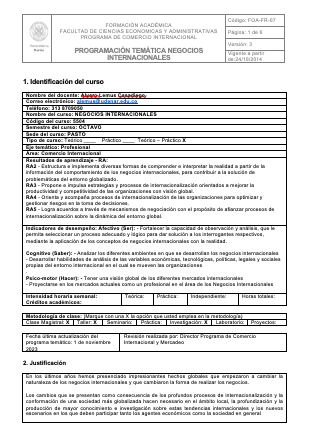 FORMACIÓN ACADÉMICA
FACULTAD DE CIENCIAS ECONOMICAS Y ADMINISTRATIVAS
PROGRAMA DE COMERCIO INTERNACIONAL
PROGRAMACIÓN TEMÁTICA NEGOCIOS
INTERNACIONALES
Código: FOA-FR-07
Página: 1 de 6
Versión: 3
Vigente a partir
de:24/10/2014
1. Identificación del curso
Nombre del docente: Lemus
Correo electrónico: alemus@udenar.edu.co
Teléfono: 313 8769050
Nombre del curso: NEGOCIOS INTERNACIONALES
Código del curso: 5504
Semestre del curso: OCTAVO
Sede del curso: PASTO
Tipo de curso: Teórico ____ Práctico ____ Teórico – Práctico X
Eje temático: Profesional
Área: Comercio Internacional
Resultados de aprendizaje - RA:
RA2 - Estructura e implementa diversas formas de comprender e interpretar la realidad a partir de la
información del comportamiento de los negocios internacionales, para contribuir a la solución de
problemáticas del entorno globalizado.
RA3 - Propone e impulsa estrategias y procesos de internacionalización orientados a mejorar la
productividad y competitividad de las organizaciones con visión global.
RA4 - Orienta y acompaña procesos de internacionalización de las organizaciones para optimizar y
gestionar riesgos en la toma de decisiones.
RA5 - Logra acuerdos a través de mecanismos de negociación con el propósito de afianzar procesos de
internacionalización sobre la dinámica del entorno global.
Indicadores de desempeño: Afectivo (Ser): - Fortalecer la capacidad de observación y análisis, que le
permita seleccionar un proceso adecuado y lógico para dar solución a los interrogantes respectivos,
mediante la aplicación de los conceptos de negocios internacionales con la realidad.
Cognitivo (Saber): - Analizar los diferentes ambientes en que se desarrollan los negocios internacionales
- Desarrollar habilidades de análisis de las variables económicas, tecnológicas, políticas, legales y sociales
propias del entorno internacional en el cual se mueven las organizaciones
Psico-motor (Hacer): - Tener una visión global de los diferentes mercados internacionales
- Proyectarse en los mercados actuales como un profesional en el área de los Negocios Internacionales
Intensidad horaria semanal: Teórica: Práctica: Independiente: Horas totales:
Créditos académicos:
Metodología de clase: (Marque con una X la opción que usted emplea en la metodología)
Clase Magistral: X Taller: X Seminario: Práctica: Investigación: X Laboratorio: Proyectos:
Fecha última actualización del
programa temático: 1 de noviembre
2023
Revisión realizada por: Director Programa de Comercio
Internacional y Mercadeo
2. Justificación
En los últimos años hemos presenciado impresionantes hechos globales que empezaron a cambiar la
naturaleza de los negocios internacionales y que cambiaron la forma de realizar los negocios.
Los cambios que se presentan como consecuencia de los profundos procesos de internacionalización y la
conformación de una sociedad más globalizada hacen necesario en el ámbito local, la profundización y la
producción de mayor conocimiento e investigación sobre estas tendencias internacionales y los nuevos
escenarios en los que deben participar tanto los agentes económicos como la sociedad en general